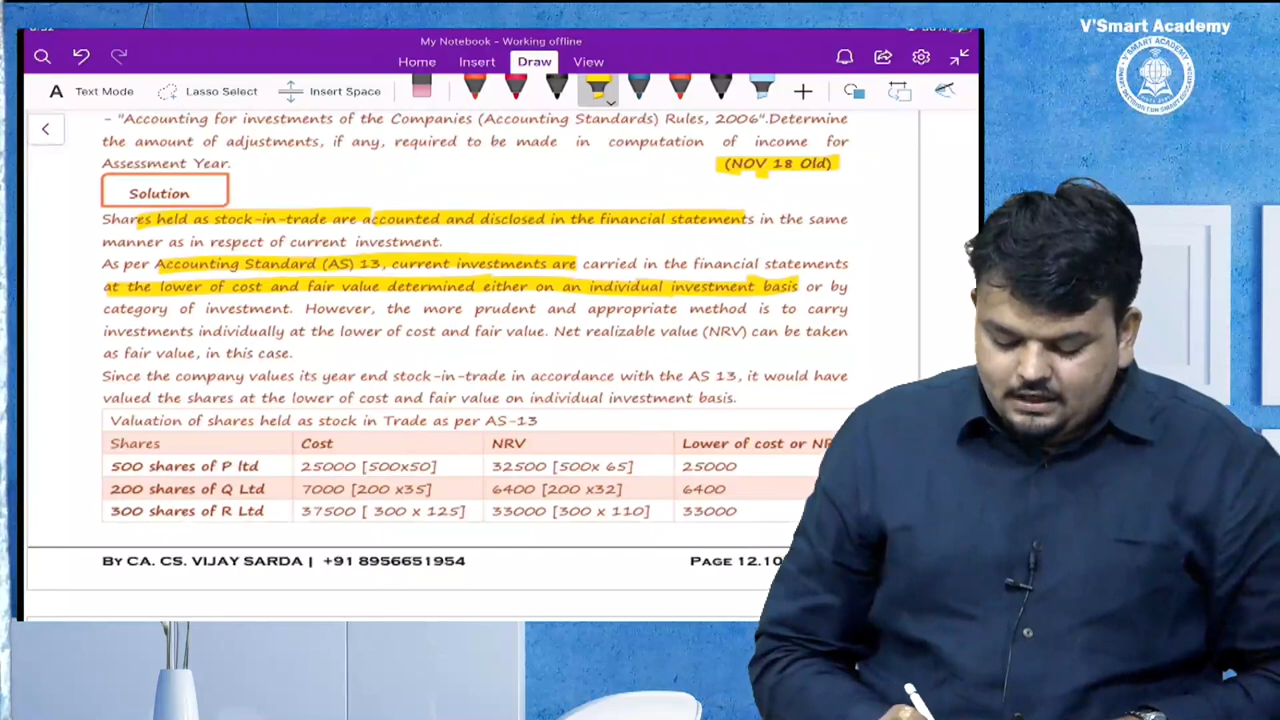 V'Smart Academy
My Notebook - Working offline
Home Insert Draw View
A Text Mode Lasso Select Insert Space
- "Accounting for investments of the Companies (Accounting Standards) Rules, 2006".Determine
the amount of adjustments, if any, required to be made in computation of income for
Assessment Year. (NOV 18 Old)
Solution
Shares held as stock-in-trade are accounted and disclosed in the financial statements in the same
manner as in respect of current investment.
As per Accounting Standard (AS) 13, current investments are carried in the financial statements
at the lower of cost and fair value determined either on an individual investment basis or by
category of investment. However, the more prudent and appropriate method is to carry
investments individually at the lower of cost and fair value. Net realizable value (NRV) can be taken
as fair value, in this case.
Since the company values its year end stock-in-trade in accordance with the AS 13, it would have
valued the shares at the lower of cost and fair value on individual investment basis.
Valuation of shares held as stock in Trade as per AS-13
Shares Cost NRV Lower of cost or
500 shares of P ltd 25000 [500x50] 32500 [500x 65] 25000
200 shares of Q Ltd 7000 [200 x35] 6400 [200 x32] 6400
300 shares of R Ltd 37500 [ 300 x 125] 33000 [300 x 110] 33000
BY CA. CS. VIJAY SARDA | +91 8956651954 PAGE 12.10